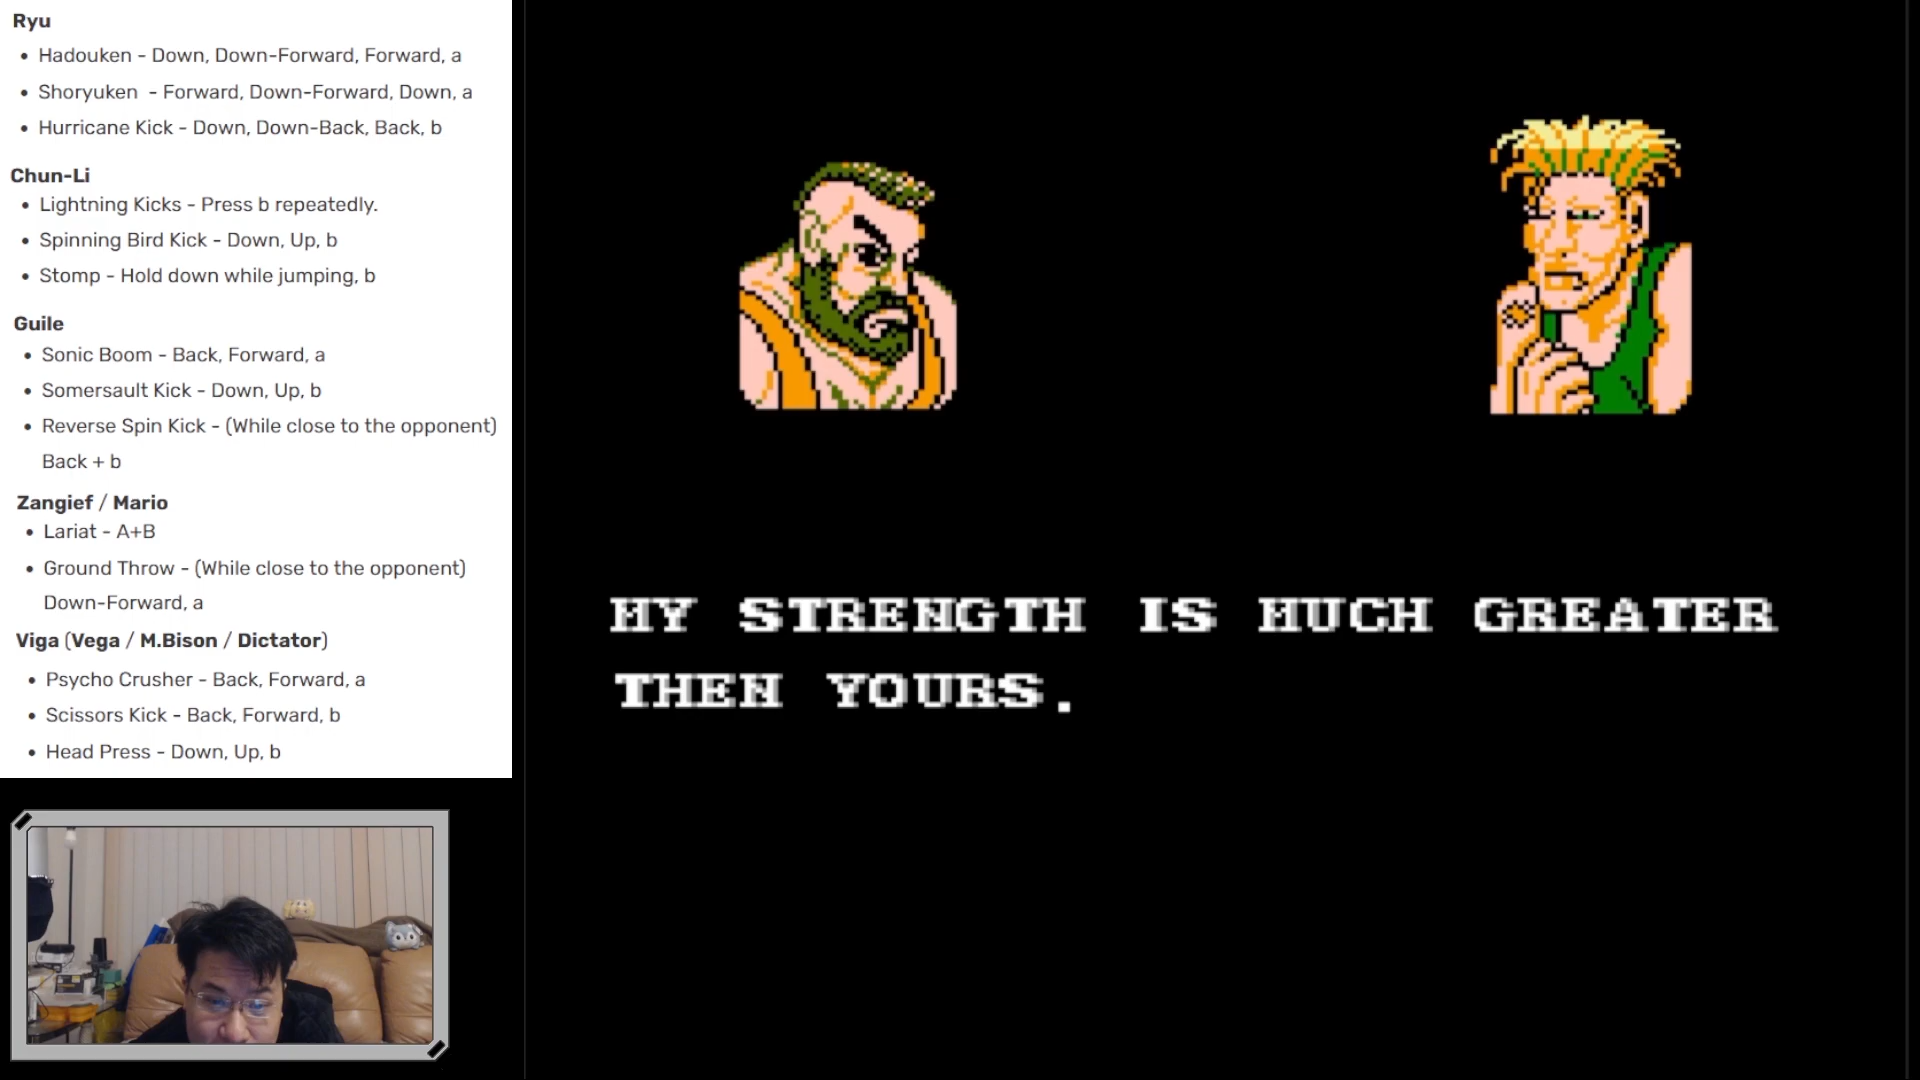 Ryu
• Hadouken - Down, Down-Forward, Forward, a
• Shoryuken - Forward, Down-Forward, Down, a
• Hurricane Kick - Down, Down-Back, Back, b
Chun-Li
• Lightning Kicks - Press b repeatedly.
• Spinning Bird Kick - Down, Up, b
• Stomp - Hold down while jumping, b
Guile
• Sonic Boom - Back, Forward, a
• Somersault Kick - Down, Up, b
• Reverse Spin Kick - (While close to the opponent)
Back + b
Zangief / Mario
• Lariat - A+B
• Ground Throw - (While close to the opponent)
Down-Forward, a
Viga (Vega / M.Bison / Dictator)
• Psycho Crusher - Back, Forward, a
• Scissors Kick - Back, Forward, b
• Head Press - Down, Up, b
MY STRENGTH IS MUCH GREATER
THEN YOURS.